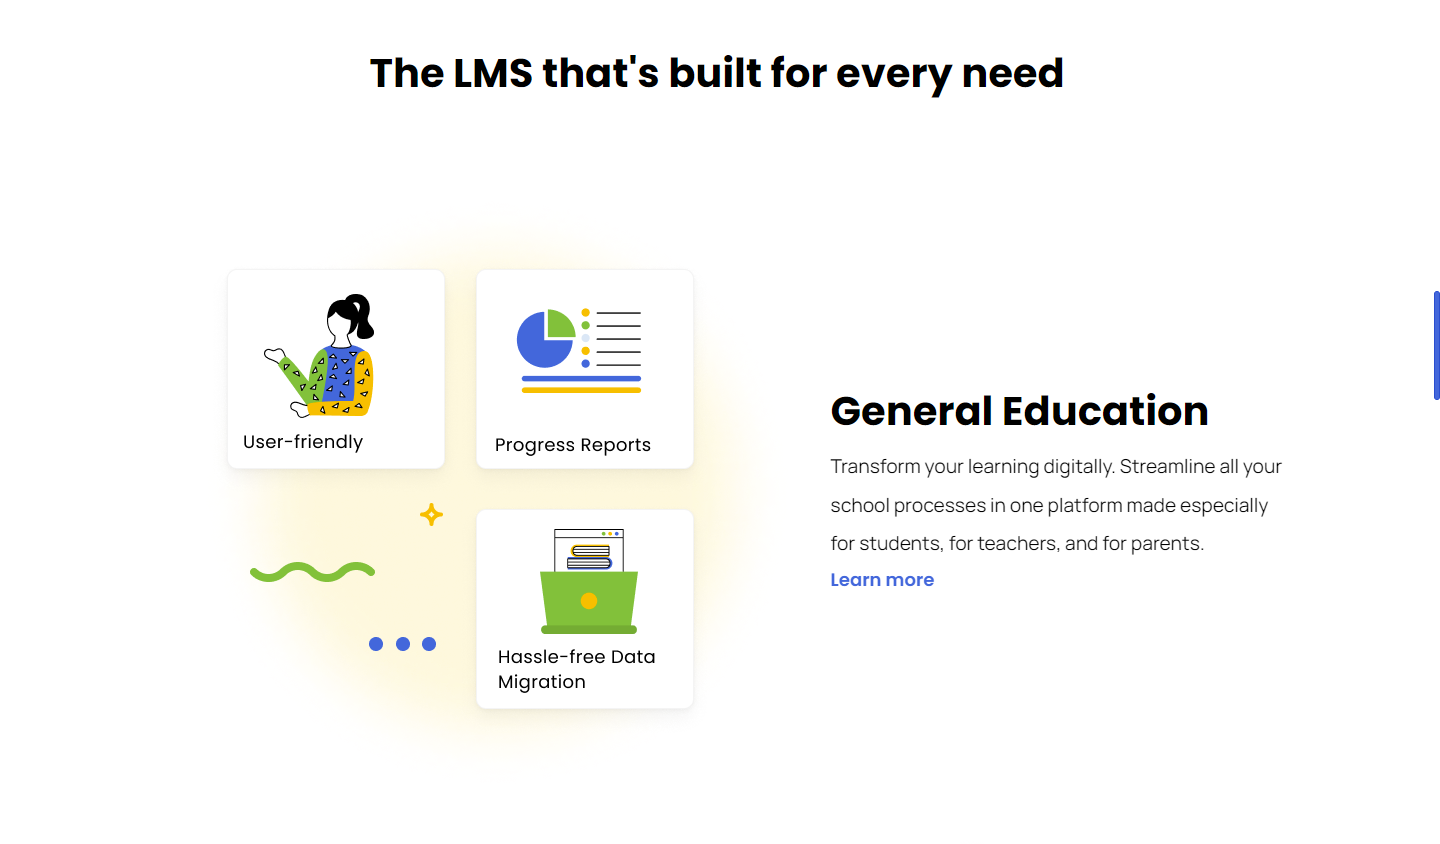 The LMS that's built for every need
User-friendly
Progress Reports
Hassle-free Data
Migration
General Education
Transform your learning digitally. Streamline all your
school processes in one platform made especially
for students, for teachers, and for parents.
Learn more